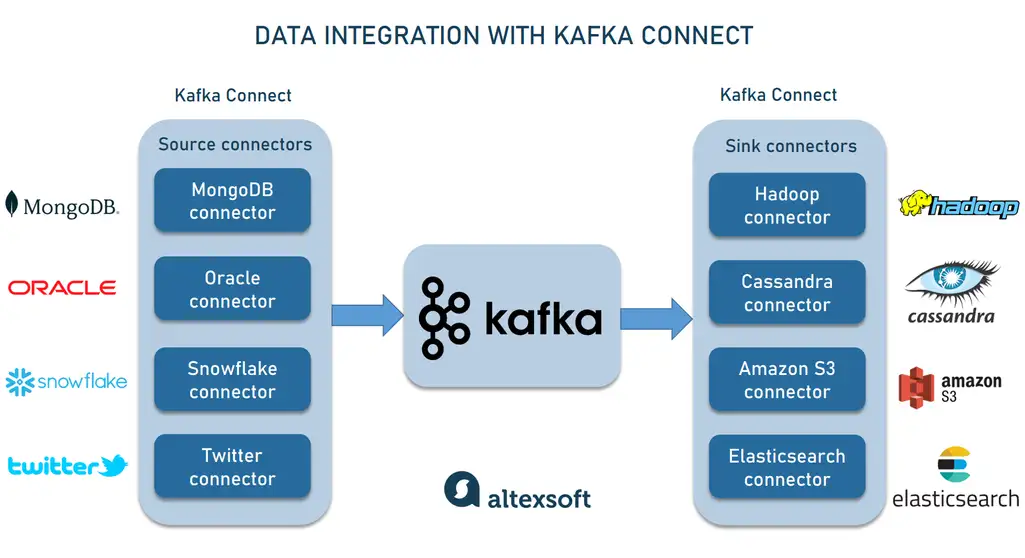 DATA INTEGRATION WITH KAFKA CONNECT
Kafka Connect
Source connectors
MongoDB.
MongoDB
connector
ORACLE
Oracle
connector
snowflake
Snowflake
connector
twitter
Twitter
connector
kafka
altexsoft
Kafka Connect
Sink connectors
Hadoop
connector
hadoop
Cassandra
connector
cassandra
Amazon S3
connector
amazon
S3
Elasticsearch
connector
elasticsearch